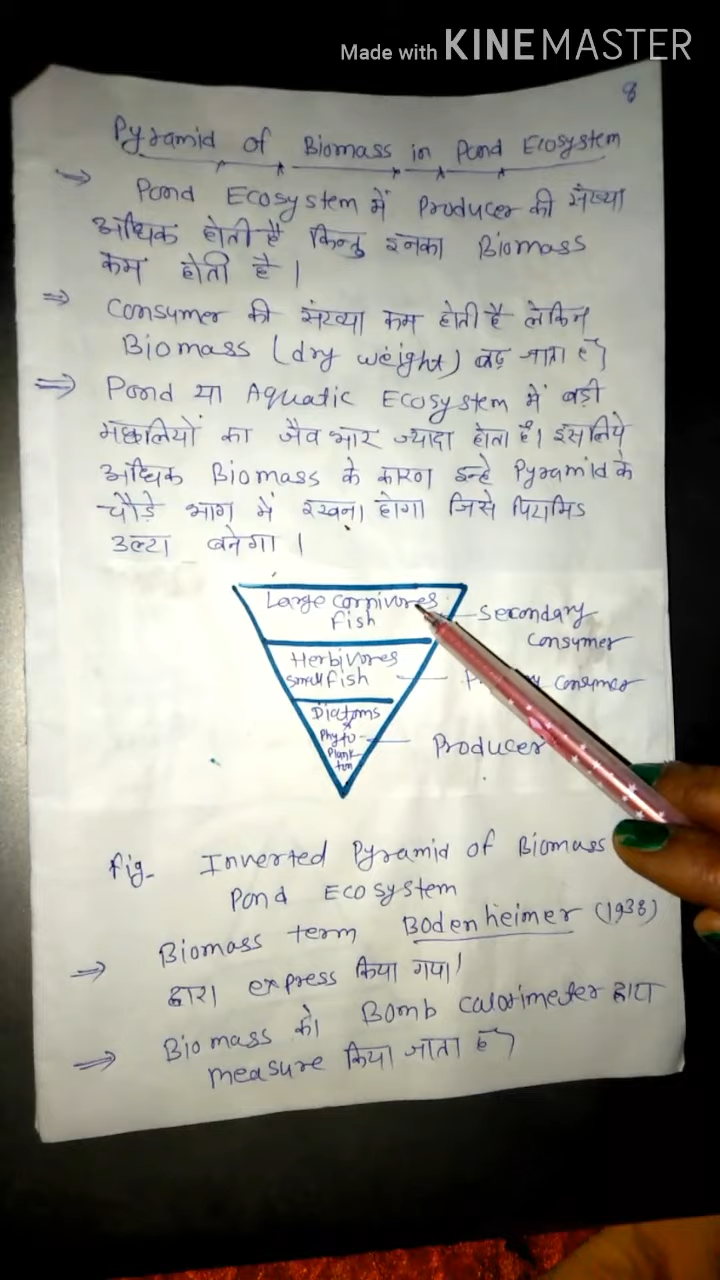 Made with KINEMASTER
8
Pyramid of Biomass in Pond Ecosystem
Pond Ecosystem में Producer की संख्या
अधिक होती है किन्तु इनका Biomass
कम होती है।
Consumer की संख्या कम होती है लेकिन
Biomass (dry weight) बढ़ जाता है
Pond या Aquatic Ecosystem में बड़ी
मछलियों का जैव भार ज्यादा होता है। इसलिये
अधिक Biomass के कारण इन्हे Pyramid के
चौड़े भाग में रखना होगा जिसे पिरामिड
उल्टा बनेगा।
Large Cornivores
fish
Secondary
consumer
Herbivores
Small fish
consumer
Diatoms
Phyto
Plank
ton
Producer
fig- Inverted Pyramid of Biomass
Pond Ecosystem
Biomass term Bodenheimer (1938)
द्वारा express किया गया।
Biomass को Bomb calorimeter द्वारा
measure किया जाता है